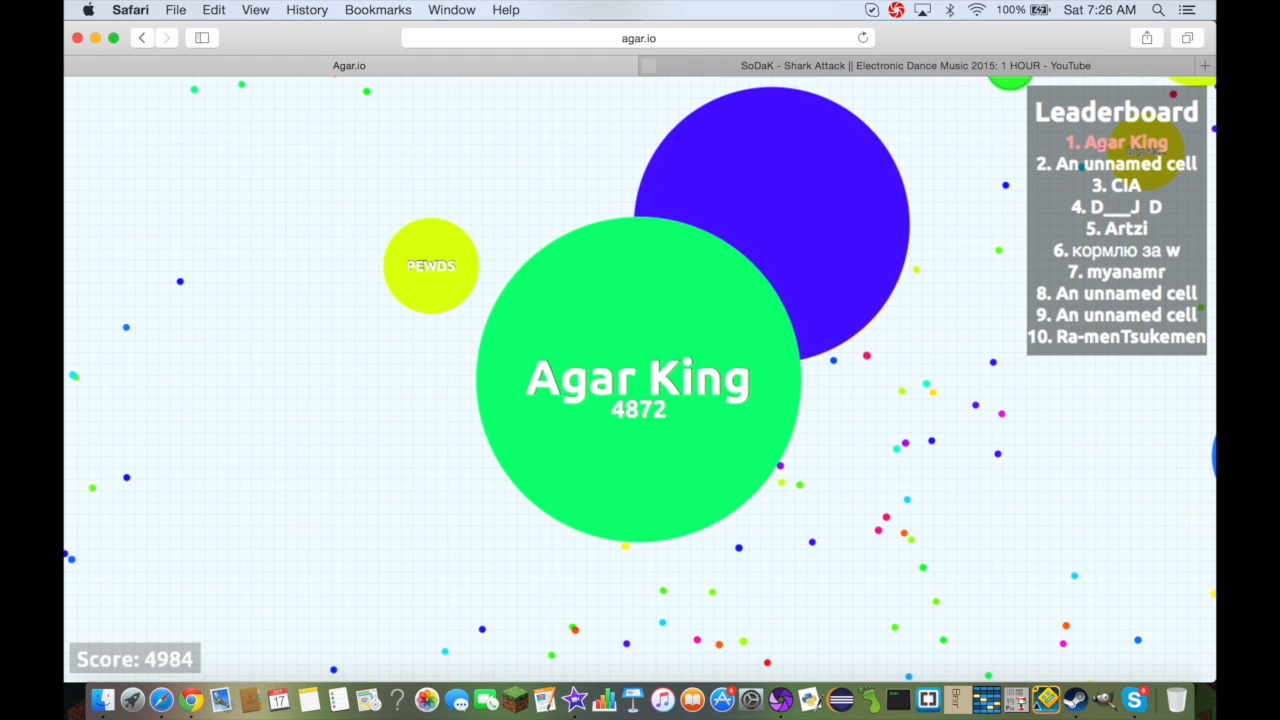 Safari File Edit View History Bookmarks Window Help 100% Sat 7:26 AM
agar.io
Agar.io SoDaK - Shark Attack || Electronic Dance Music 2015: 1 HOUR - YouTube
Leaderboard
1. Agar King
2. An unnamed cell
3. CIA
4. D___J D
5. Artzi
6. кормлю за w
7. myanamr
8. An unnamed cell
9. An unnamed cell
10. Ra-menTsukemen
PEWDS
Agar King
4872
Score: 4984
17